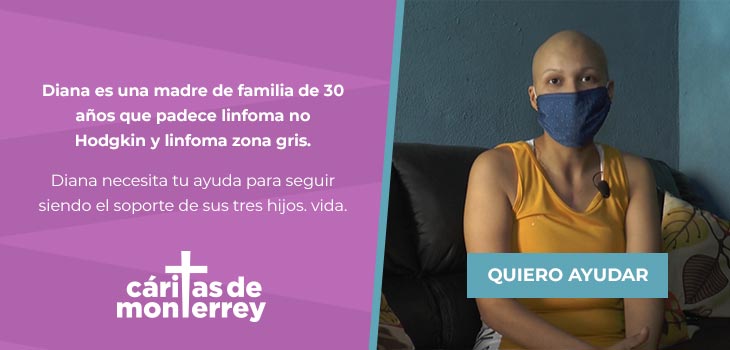 Diana es una madre de familia de 30
años que padece linfoma no
Hodgkin y linfoma zona gris.
Diana necesita tu ayuda para seguir
siendo el soporte de sus tres hijos. vida.
cáritas de
monterrey
QUIERO AYUDAR